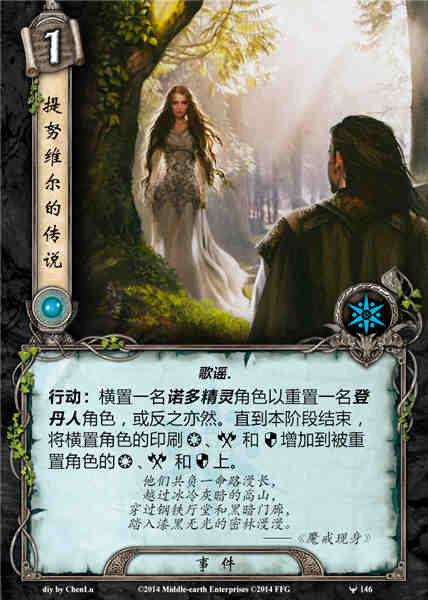 1
提努维尔的传说
歌谣.
行动：横置一名诺多精灵角色以重置一名登
丹人角色，或反之亦然。直到本阶段结束，
将横置角色的印刷、和增加到被重
置角色的、和上。
他们共负一命路漫长，
越过冰冷灰暗的高山，
穿过钢铁厅堂和黑暗门扉，
踏入漆黑无光的密林漫漫。
——《魔戒现身》
事件
diy by ChenLu ©2014 Middle-earth Enterprises ©2014 FFG 146